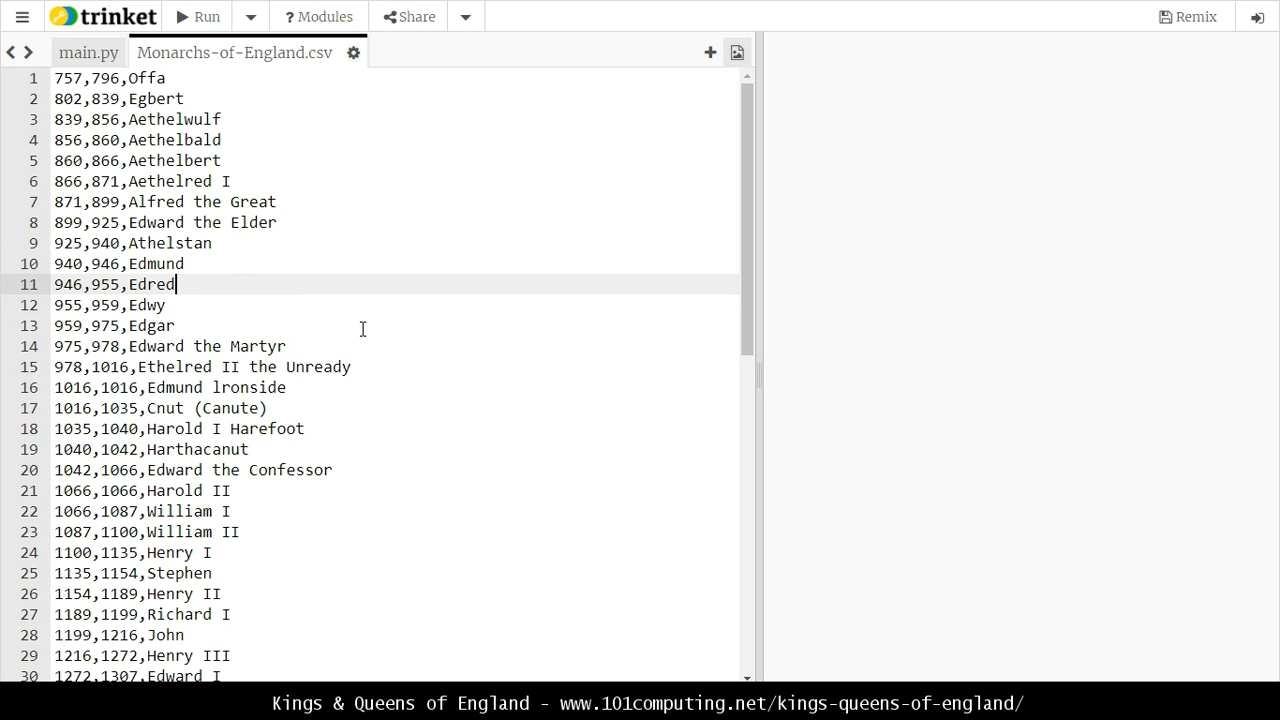 trinket Run ? Modules Share Remix
main.py Monarchs-of-England.csv +
1 757,796,Offa
2 802,839,Egbert
3 839,856,Aethelwulf
4 856,860,Aethelbald
5 860,866,Aethelbert
6 866,871,Aethelred I
7 871,899,Alfred the Great
8 899,925,Edward the Elder
9 925,940,Athelstan
10 940,946,Edmund
11 946,955,Edred
12 955,959,Edwy
13 959,975,Edgar
14 975,978,Edward the Martyr
15 978,1016,Ethelred II the Unready
16 1016,1016,Edmund lronside
17 1016,1035,Cnut (Canute)
18 1035,1040,Harold I Harefoot
19 1040,1042,Harthacanut
20 1042,1066,Edward the Confessor
21 1066,1066,Harold II
22 1066,1087,William I
23 1087,1100,William II
24 1100,1135,Henry I
25 1135,1154,Stephen
26 1154,1189,Henry II
27 1189,1199,Richard I
28 1199,1216,John
29 1216,1272,Henry III
30 1272,1307,Edward I
Kings & Queens of England - www.101computing.net/kings-queens-of-england/